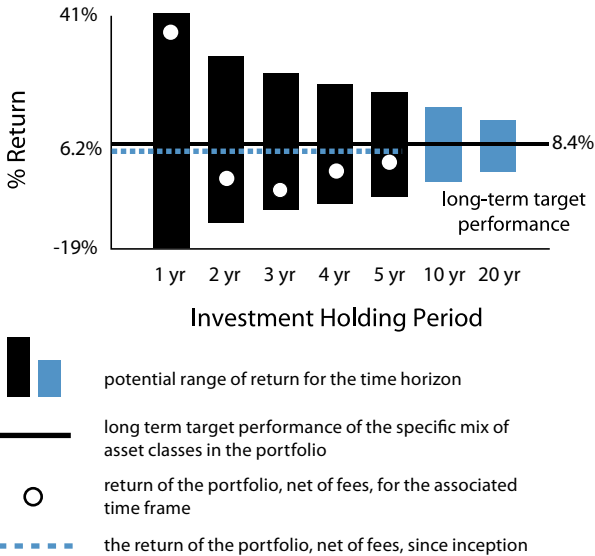 41%
% Return
6.2%
8.4%
long-term target
performance
-19%
1 yr 2 yr 3 yr 4 yr 5 yr 10 yr 20 yr
Investment Holding Period
potential range of return for the time horizon
long term target performance of the specific mix of
asset classes in the portfolio
return of the portfolio, net of fees, for the associated
time frame
the return of the portfolio, net of fees, since inception